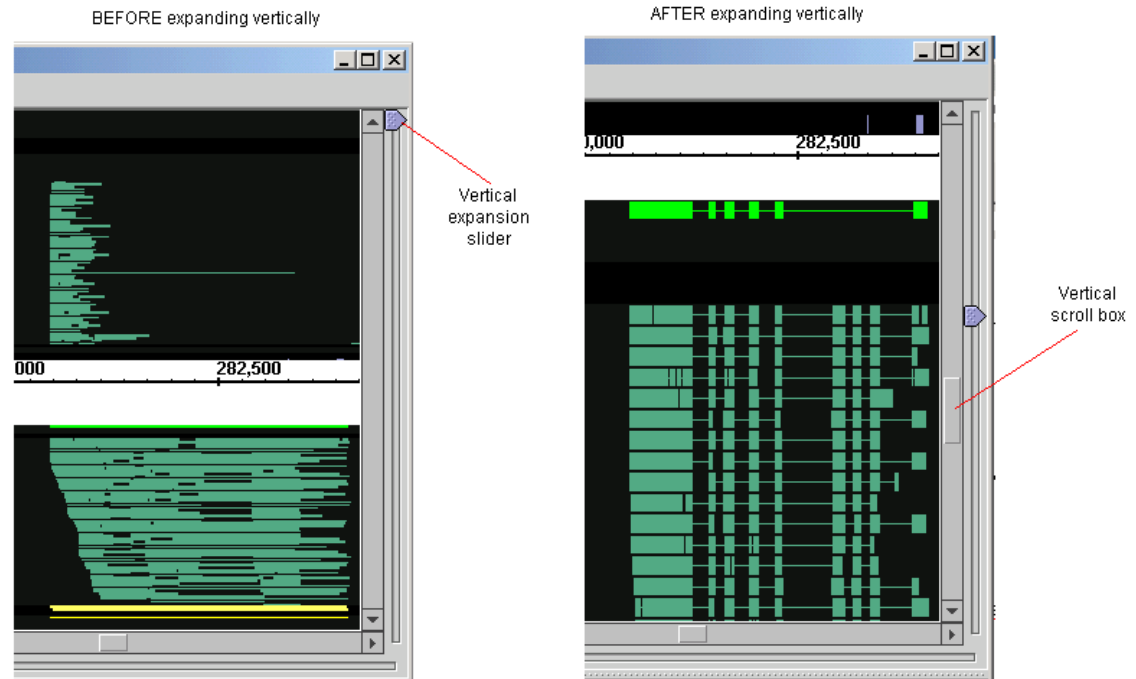 BEFORE expanding vertically
AFTER expanding vertically
Vertical
expansion
slider
000
282,500
0,000
282,500
Vertical
scroll box